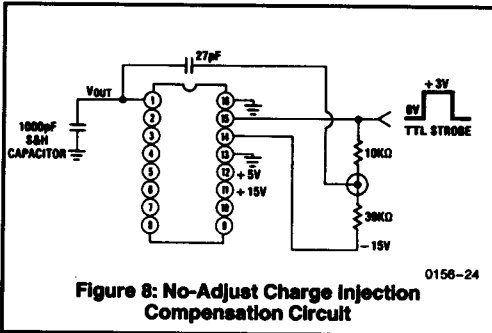 27pF
VOUT
1000pF
S&H
CAPACITOR
1
2
3
4
5
6
7
8
16
15
14
13
12
11
10
9
+5V
+15V
+3V
0V
TTL STROBE
10KΩ
39KΩ
-15V
0156-24
Figure 8: No-Adjust Charge Injection
Compensation Circuit